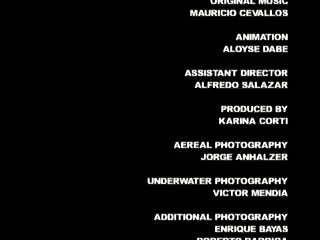 ORIGINAL MUSIC
MAURICIO CEVALLOS
ANIMATION
ALOYSE DABE
ASSISTANT DIRECTOR
ALFREDO SALAZAR
PRODUCED BY
KARINA CORTI
AEREAL PHOTOGRAPHY
JORGE ANHALZER
UNDERWATER PHOTOGRAPHY
VICTOR MENDIA
ADDITIONAL PHOTOGRAPHY
ENRIQUE BAYAS
ROBERTO BARRIGA